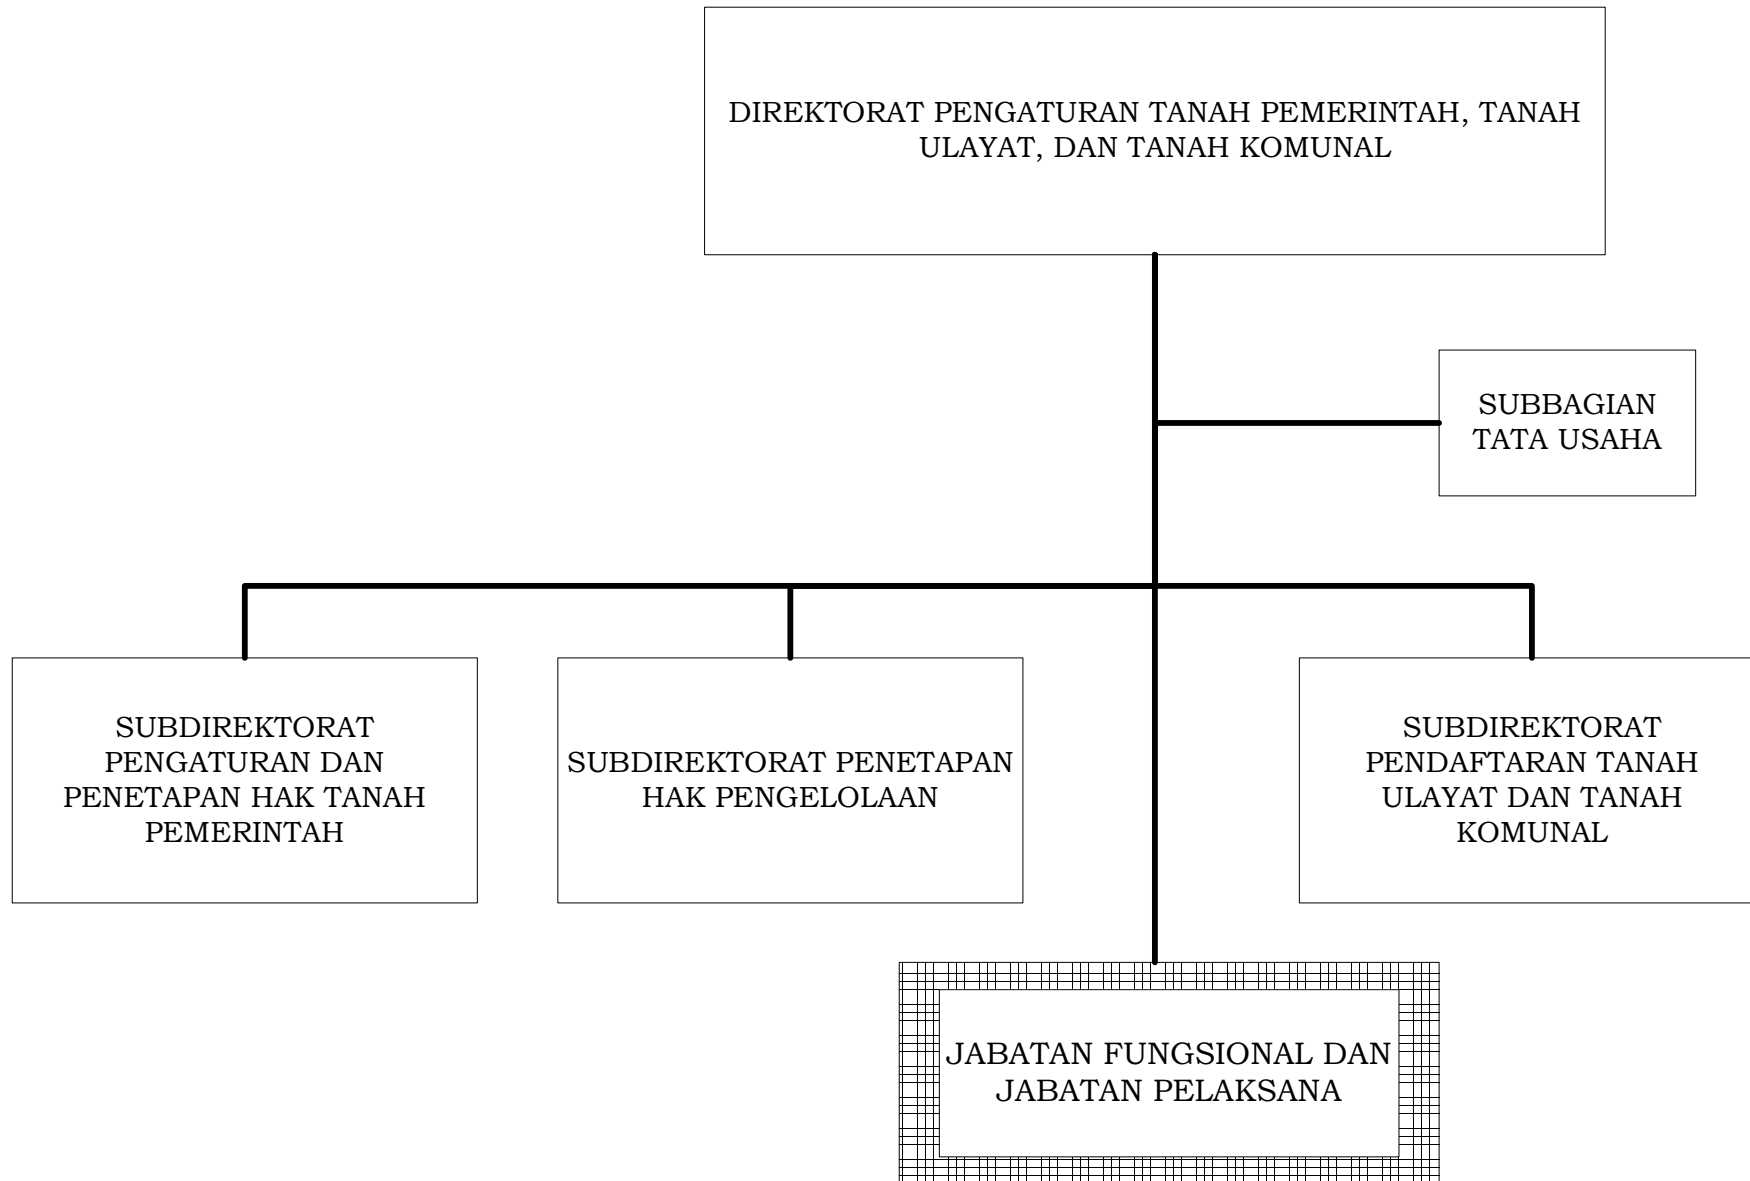 DIREKTORAT PENGATURAN TANAH PEMERINTAH, TANAH
ULAYAT, DAN TANAH KOMUNAL
SUBBAGIAN
TATA USAHA
SUBDIREKTORAT
PENGATURAN DAN
PENETAPAN HAK TANAH
PEMERINTAH
SUBDIREKTORAT PENETAPAN
HAK PENGELOLAAN
SUBDIREKTORAT
PENDAFTARAN TANAH
ULAYAT DAN TANAH
KOMUNAL
JABATAN FUNGSIONAL DAN
JABATAN PELAKSANA